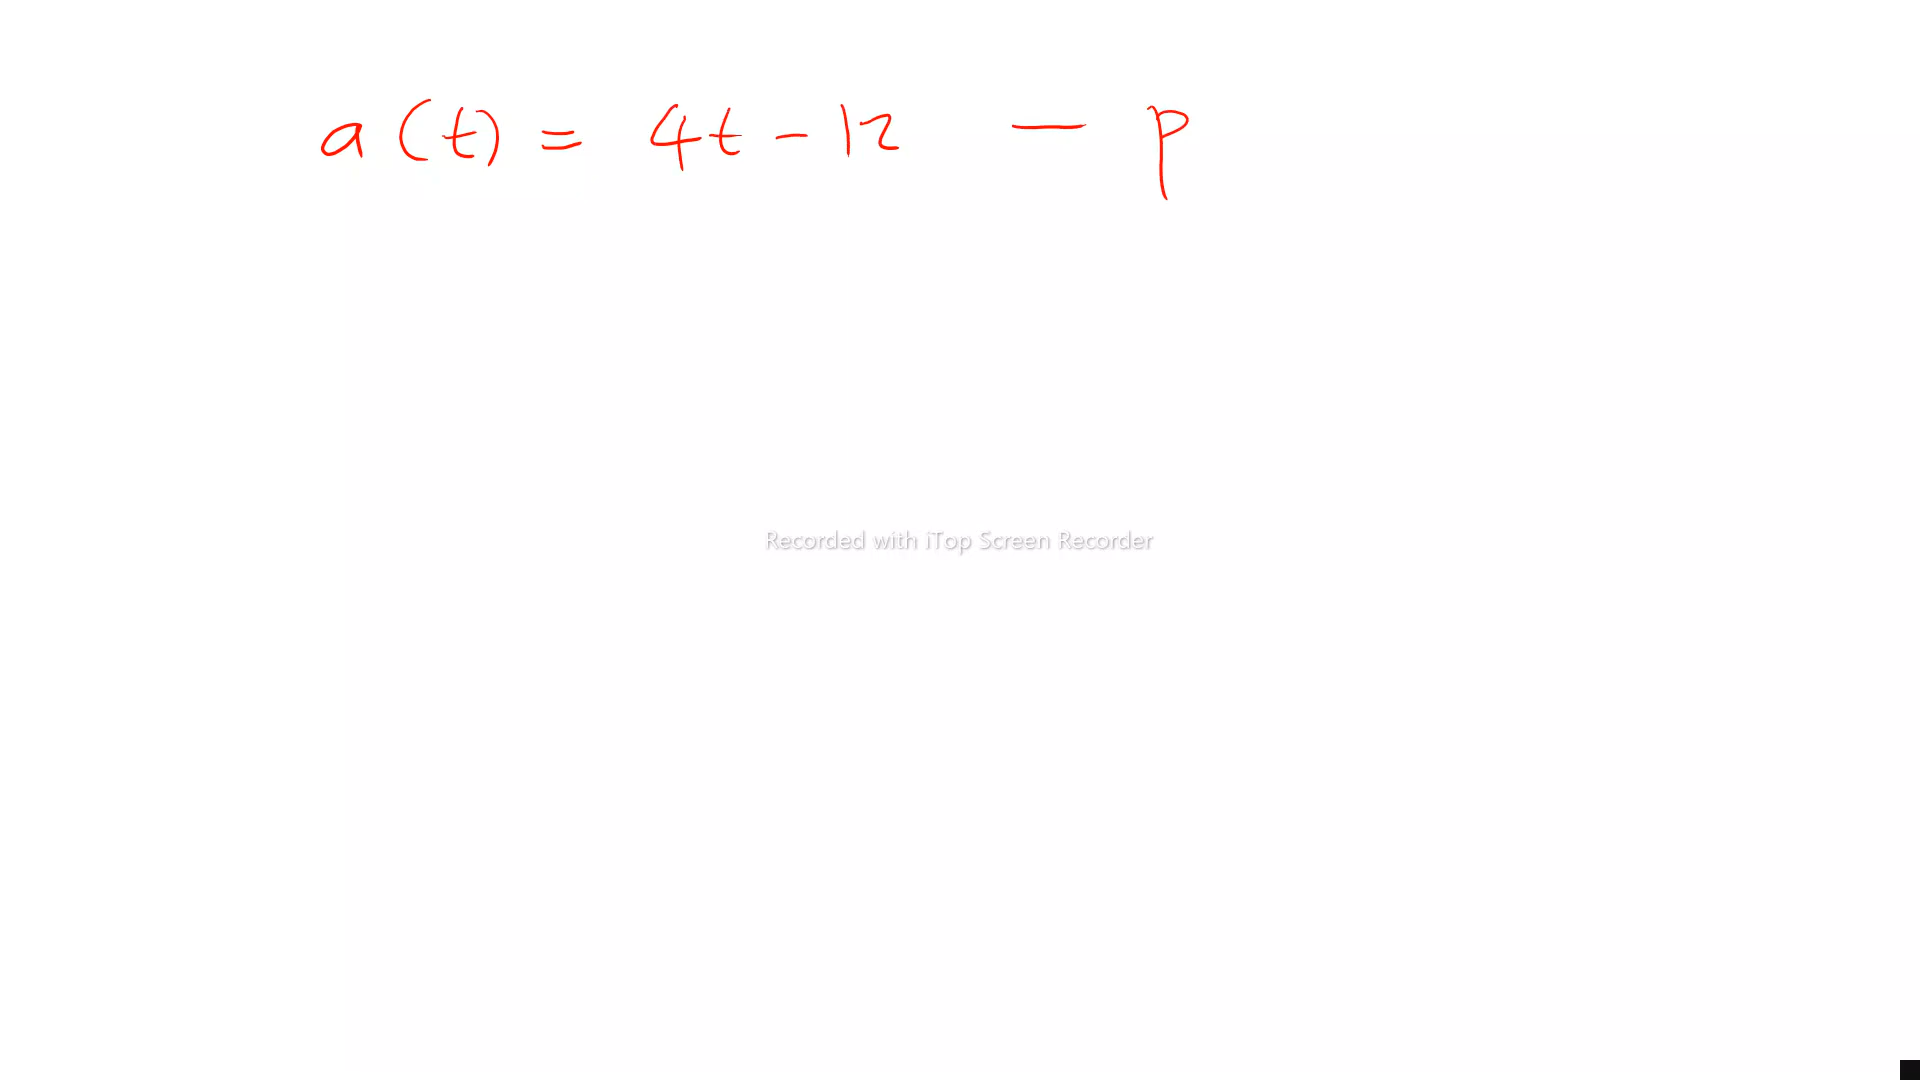 a(t) = 4t - 12 — P
Recorded with iTop Screen Recorder